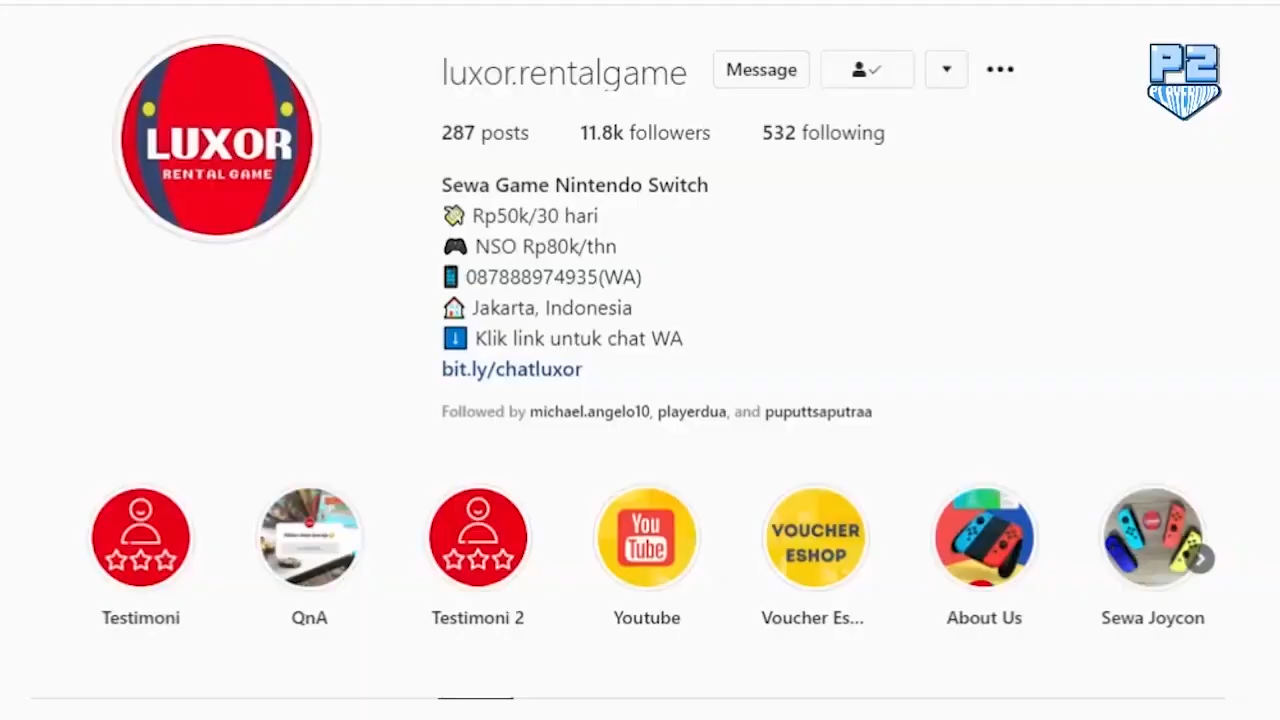 luxor.rentalgame
Message
P2
PLAYERDUA
LUXOR
RENTAL GAME
287 posts
11.8k followers
532 following
Sewa Game Nintendo Switch
Rp50k/30 hari
NSO Rp80k/thn
087888974935(WA)
Jakarta, Indonesia
Klik link untuk chat WA
bit.ly/chatluxor
Followed by michael.angelo10, playerdua, and puputtsaputraa
You
Tube
VOUCHER
ESHOP
Testimoni
QnA
Testimoni 2
Youtube
Voucher Es...
About Us
Sewa Joycon